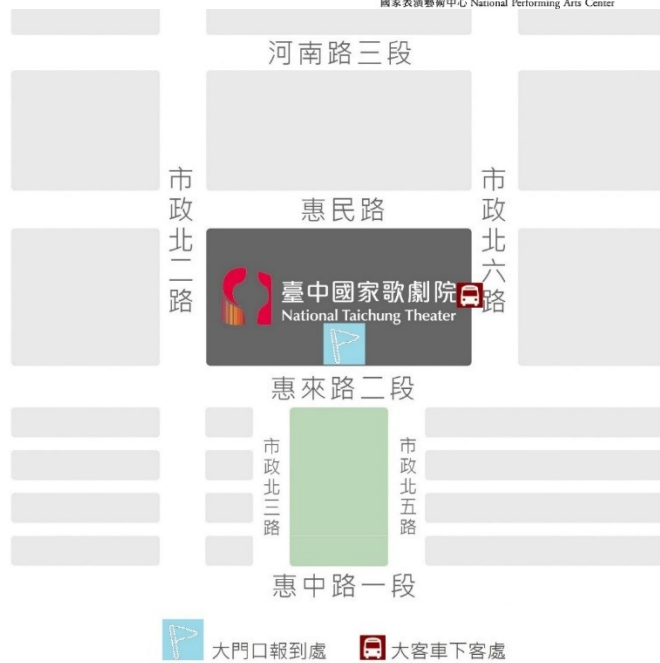 國家表演藝術中心 National Performing Arts Center
河南路三段
市政北二路
市政北六路
惠民路
臺中國家歌劇院
National Taichung Theater
惠來路二段
市政北三路
市政北五路
惠中路一段
大門口報到處
大客車下客處